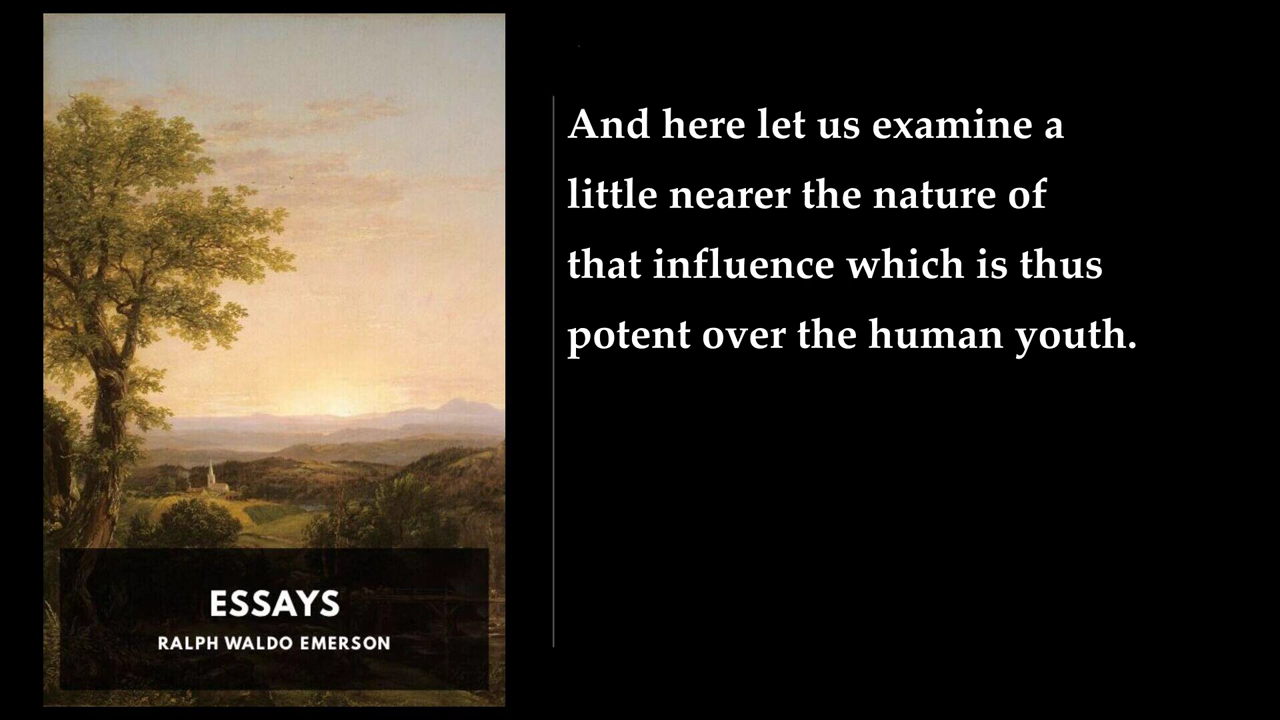 ESSAYS
RALPH WALDO EMERSON
And here let us examine a
little nearer the nature of
that influence which is thus
potent over the human youth.